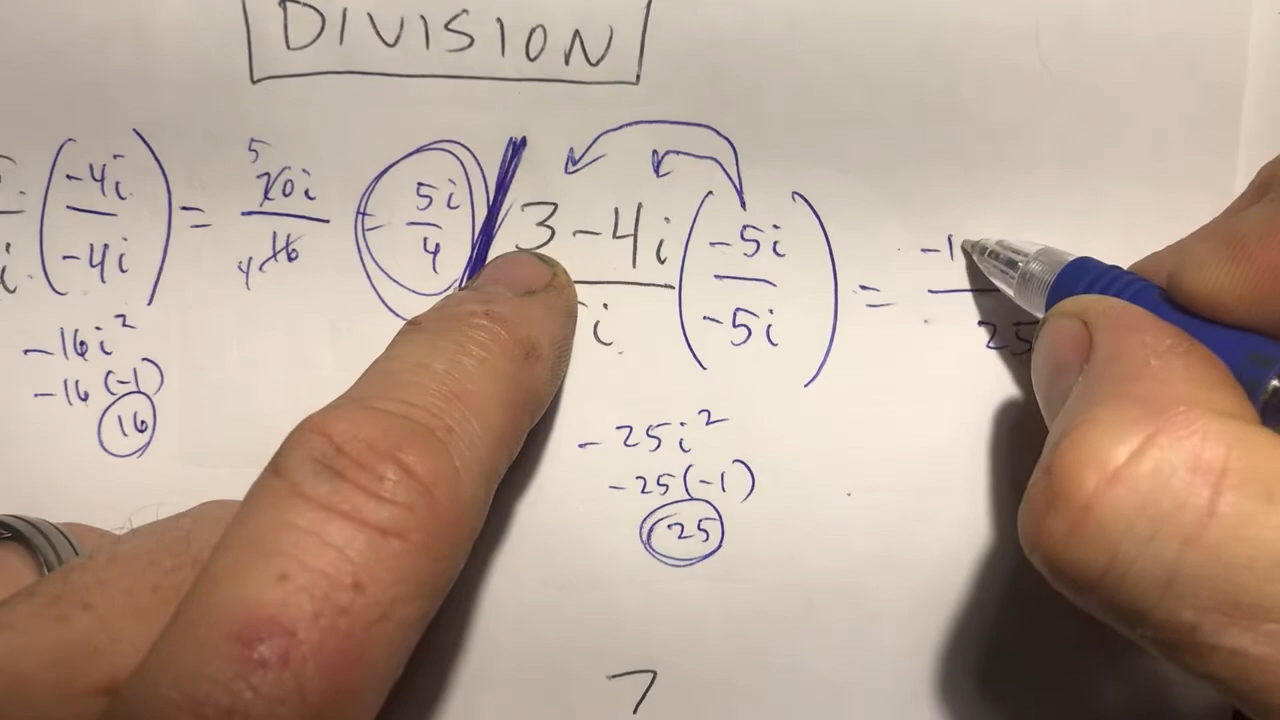 DIVISION
i (-4i / -4i) = 5 20i / 4 16 = 5i / 4
-16i²
-16(-1)
16
3-4i / i (-5i / -5i) = -1 / 25
-25i²
-25(-1)
25
7